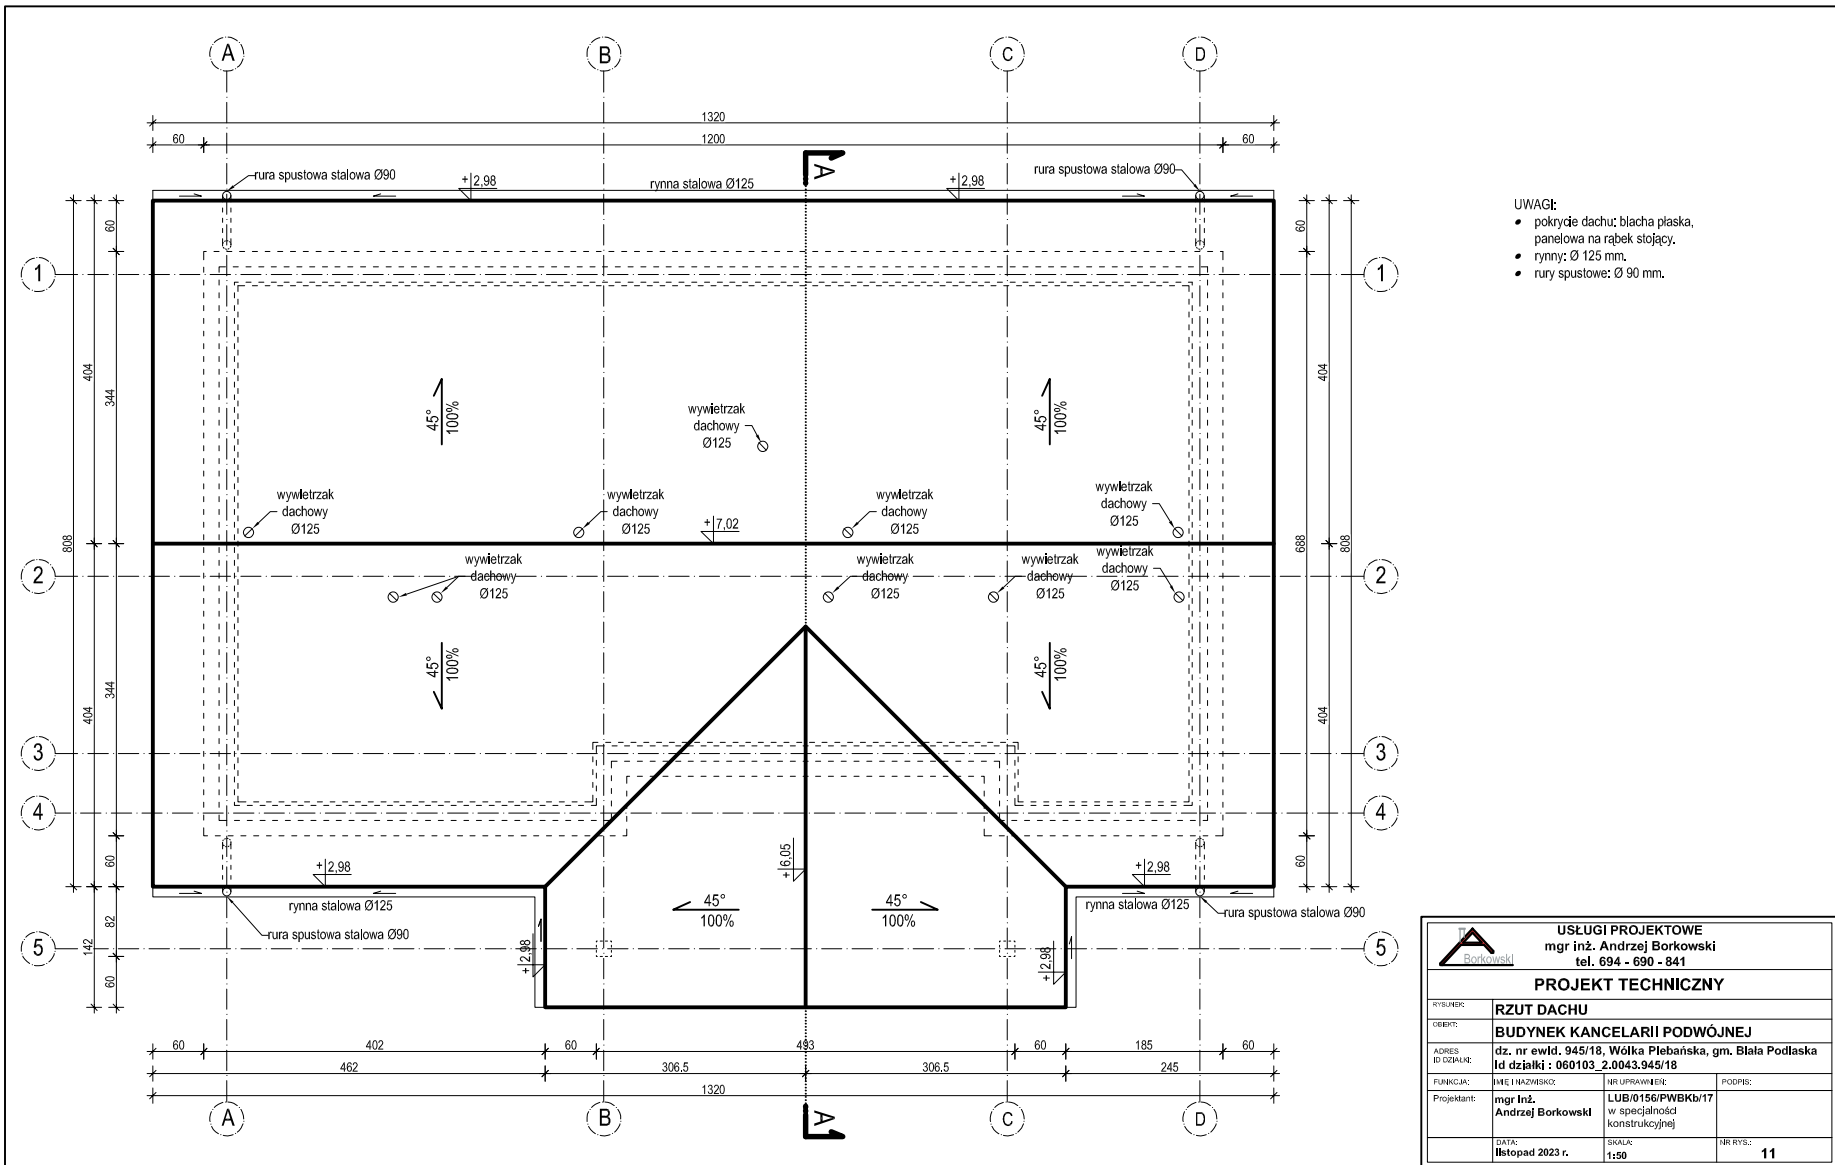 A
B
C
D
1320
60
1200
60
A
rura spustowa stalowa Ø90
+2,98
rynna stalowa Ø125
+2,98
rura spustowa stalowa Ø90
UWAGI:
• pokrycie dachu: blacha płaska,
panelowa na rąbek stojący.
• rynny: Ø 125 mm.
• rury spustowe: Ø 90 mm.
60
60
1
1
404
344
404
45°
100%
45°
100%
wywietrzak
dachowy
Ø125
wywietrzak
dachowy
Ø125
wywietrzak
dachowy
Ø125
wywietrzak
dachowy
Ø125
wywietrzak
dachowy
Ø125
+7,02
808
688
808
2
2
wywietrzak
dachowy
Ø125
wywietrzak
dachowy
Ø125
wywietrzak
dachowy
Ø125
wywietrzak
dachowy
Ø125
45°
100%
45°
100%
404
344
404
3
3
4
4
60
60
+2,98
+6,05
+2,98
rynna stalowa Ø125
rynna stalowa Ø125
45°
100%
45°
100%
rura spustowa stalowa Ø90
rura spustowa stalowa Ø90
82
142
60
+2,98
+2,98
5
5
60
402
60
493
60
185
60
462
306.5
306.5
245
1320
A
B
A
C
D
Borkowski
USŁUGI PROJEKTOWE
mgr inż. Andrzej Borkowski
tel. 694 - 690 - 841
PROJEKT TECHNICZNY
RYSUNEK:
RZUT DACHU
OBIEKT:
BUDYNEK KANCELARII PODWÓJNEJ
ADRES
ID DZIAŁKI:
dz. nr ewid. 945/18, Wólka Plebańska, gm. Biała Podlaska
Id działki : 060103_2.0043.945/18
FUNKCJA:
IMIĘ I NAZWISKO:
NR UPRAWNIEŃ:
PODPIS:
Projektant:
mgr inż.
Andrzej Borkowski
LUB/0156/PWBKb/17
w specjalności
konstrukcyjnej
DATA:
listopad 2023 r.
SKALA:
1:50
NR RYS.:
11